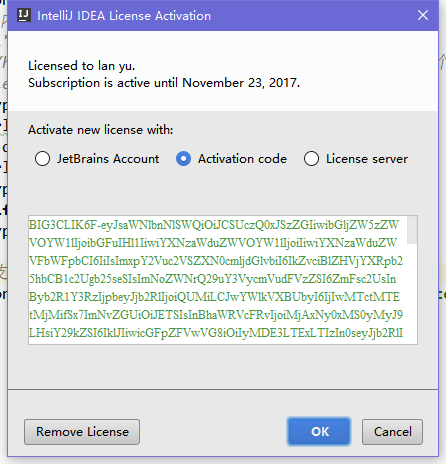 IntelliJ IDEA License Activation
Licensed to lan yu.
Subscription is active until November 23, 2017.
Activate new license with:
JetBrains Account
Activation code
License server
BIG3CLIK6F-eyJsaWNlbnNlSWQiOiJCSUczQ0xJSzZGIiwibGljZW5zZW
VOYW1lIjoibGFuIHl1IiwiYXNzaWduZWVOYW1lIjoiIiwiYXNzaWduZW
VFbWFpbCI6IiIsImxpY2Vuc2VSZXN0cmljdGlvbiI6IkZvciBlZHVjYXRpb2
5hbCB1c2Ugb25seSIsImNoZWNrQ29uY3VycmVudFVzZSI6ZmFsc2UsIn
Byb2R1Y3RzIjpbeyJjb2RlIjoiQUMiLCJwYWlkVXBUbyI6IjIwMTctMTE
tMjMifSx7ImNvZGUiOiJETSIsInBhaWRVcFRvIjoiMjAxNy0xMS0yMyJ9
LHsiY29kZSI6IklJIiwicGFpZFVwVG8iOiIyMDE3LTExLTIzIn0seyJjb2RlI
Remove License
OK
Cancel